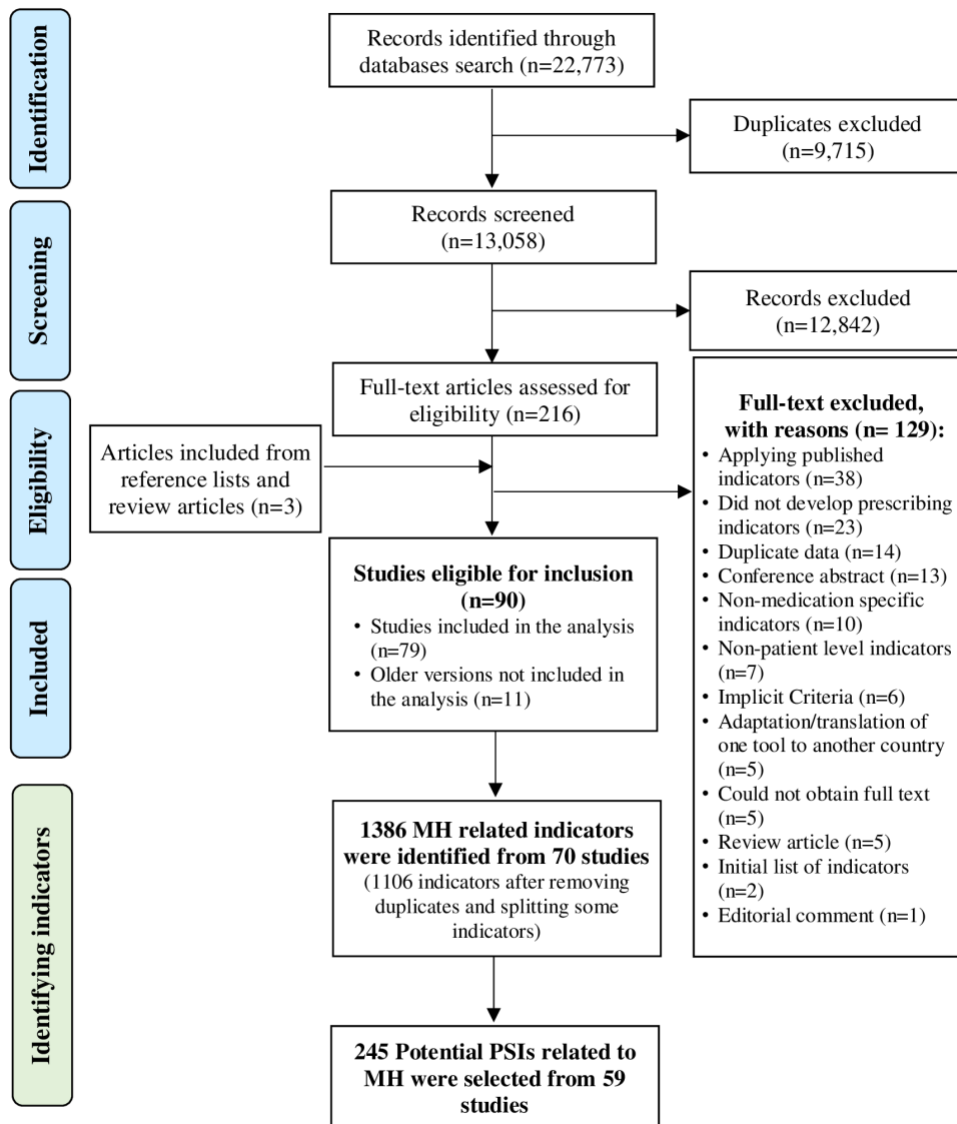 Identification
Records identified through
databases search (n=22,773)
Duplicates excluded
(n=9,715)
Screening
Records screened
(n=13,058)
Records excluded
(n=12,842)
Eligibility
Full-text articles assessed for
eligibility (n=216)
Articles included from
reference lists and
review articles (n=3)
Full-text excluded,
with reasons (n= 129):
• Applying published
indicators (n=38)
• Did not develop prescribing
indicators (n=23)
• Duplicate data (n=14)
• Conference abstract (n=13)
• Non-medication specific
indicators (n=10)
• Non-patient level indicators
(n=7)
• Implicit Criteria (n=6)
• Adaptation/translation of
one tool to another country
(n=5)
• Could not obtain full text
(n=5)
• Review article (n=5)
• Initial list of indicators
(n=2)
• Editorial comment (n=1)
Included
Studies eligible for inclusion
(n=90)
• Studies included in the analysis
(n=79)
• Older versions not included in
the analysis (n=11)
Identifying indicators
1386 MH related indicators
were identified from 70 studies
(1106 indicators after removing
duplicates and splitting some
indicators)
245 Potential PSIs related to
MH were selected from 59
studies